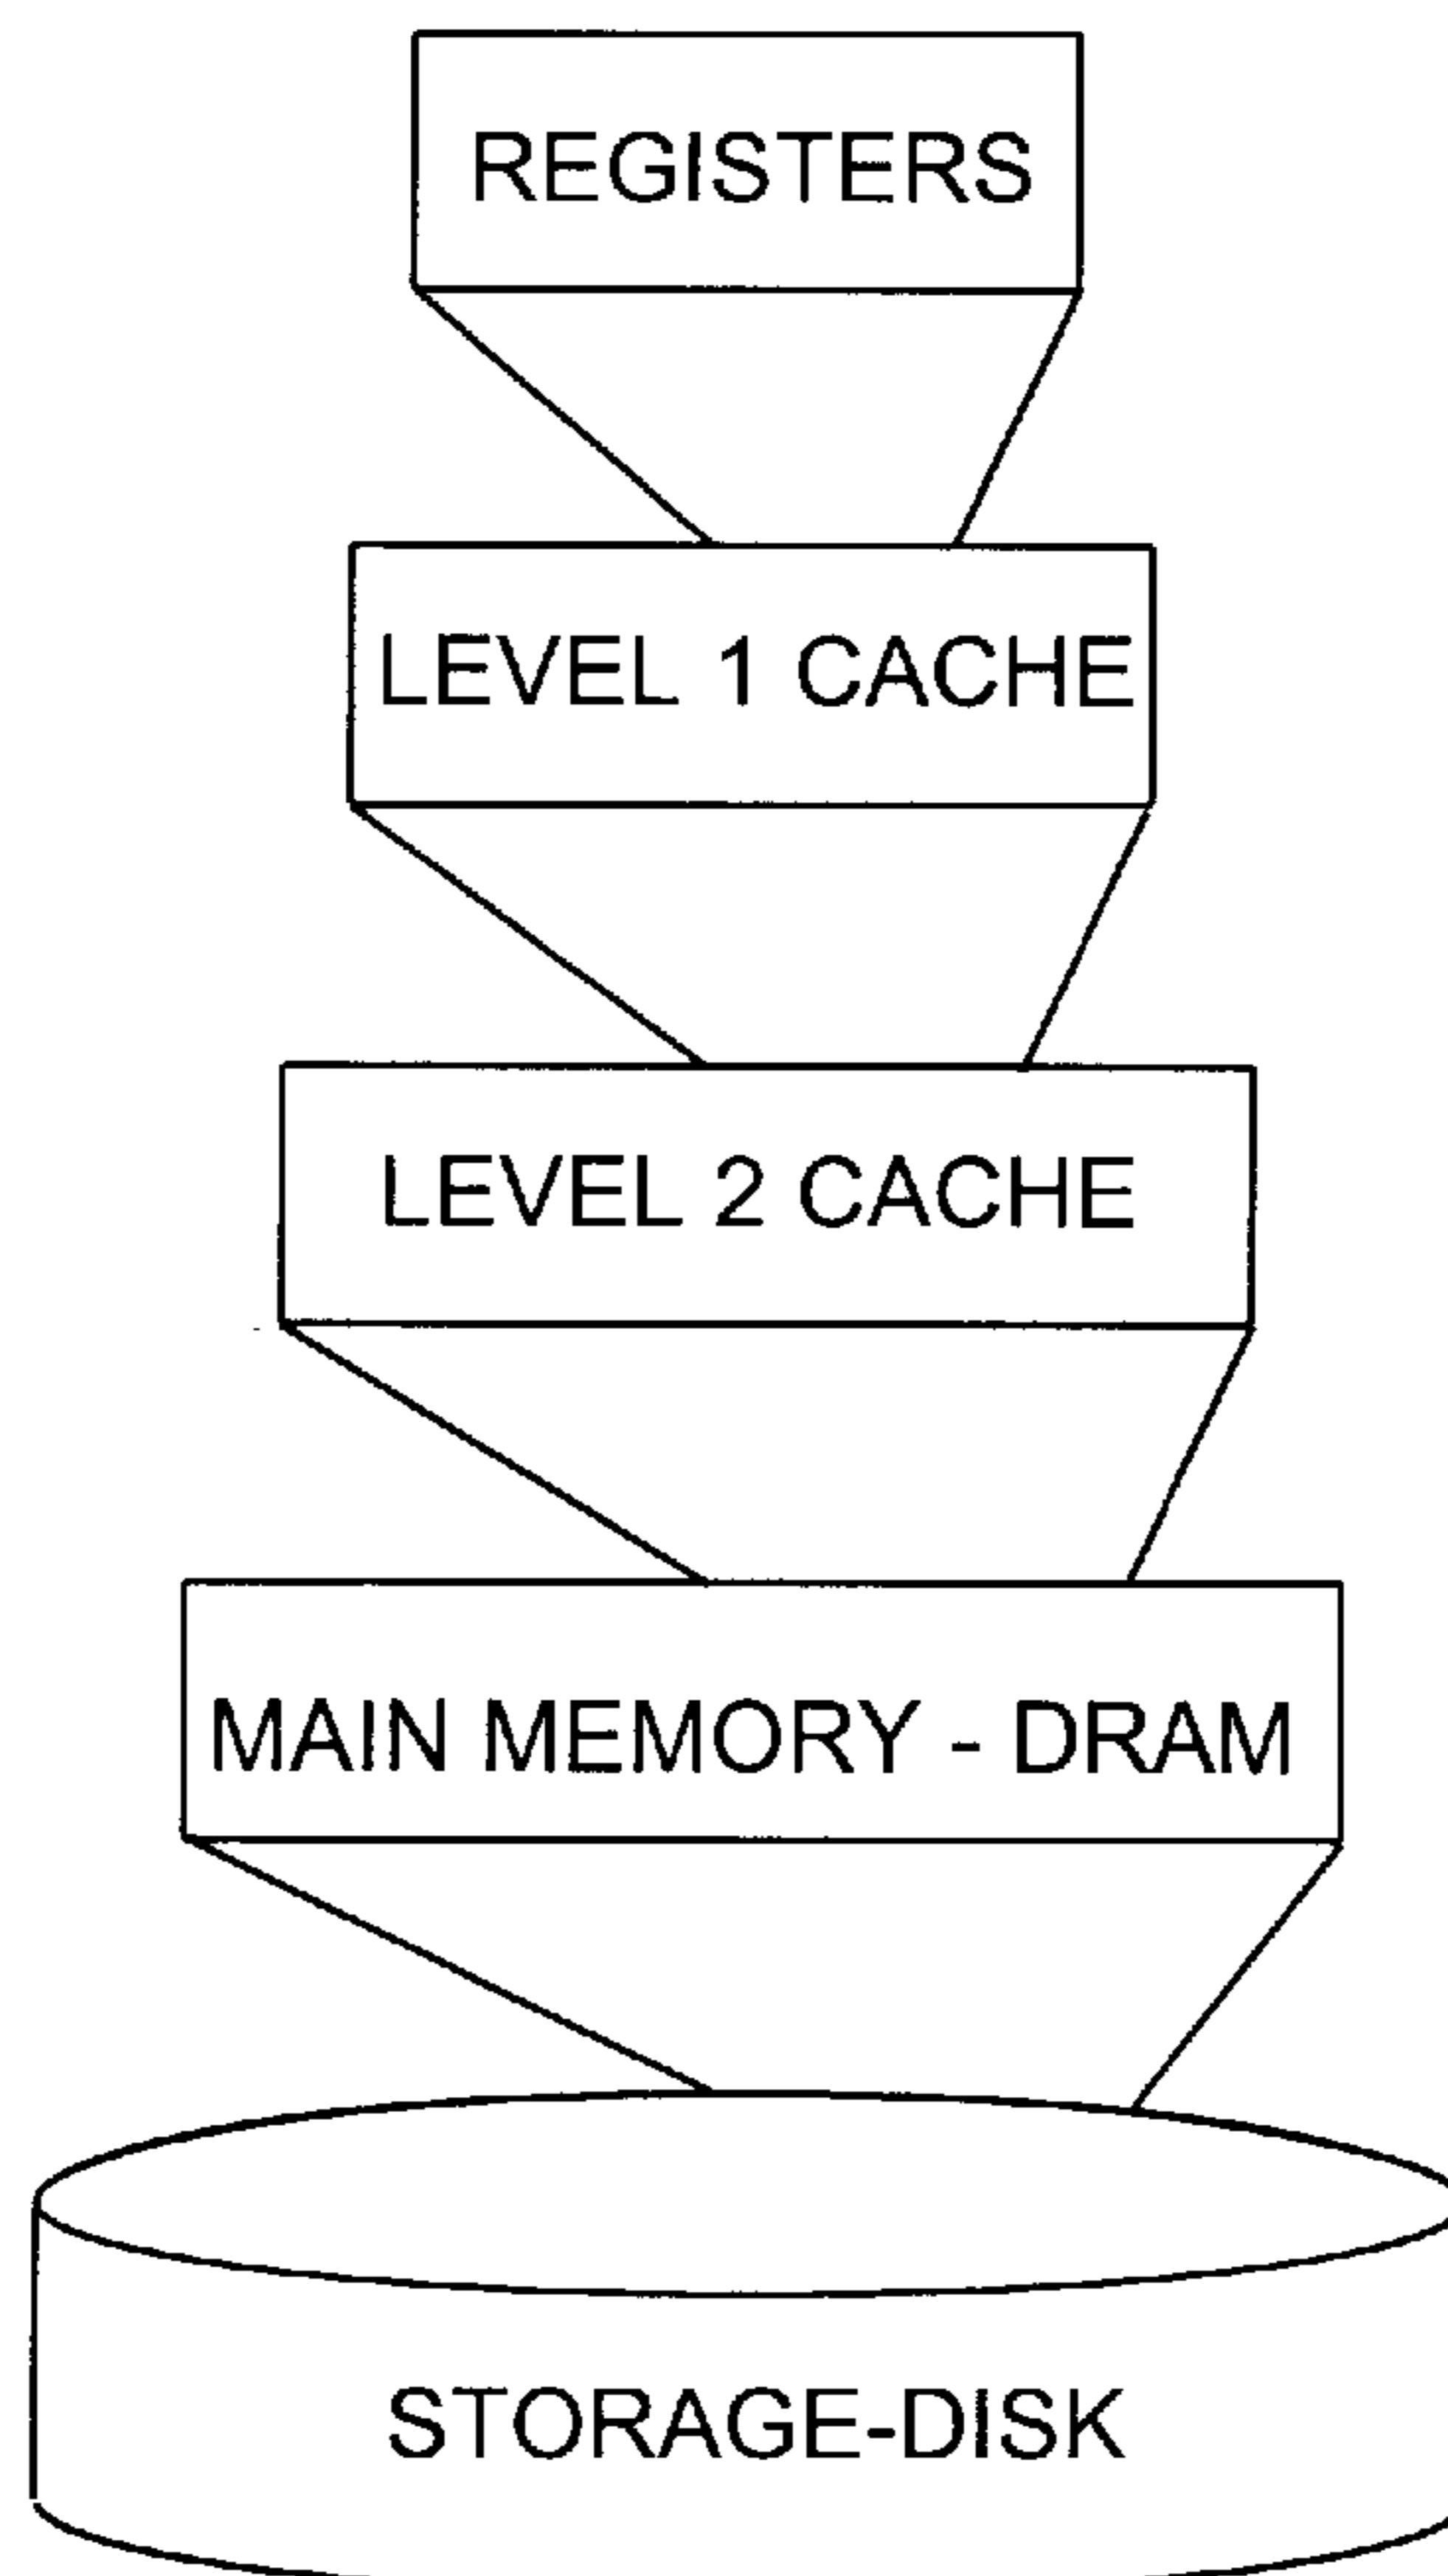 REGISTERS
LEVEL 1 CACHE
LEVEL 2 CACHE
MAIN MEMORY - DRAM
STORAGE-DISK